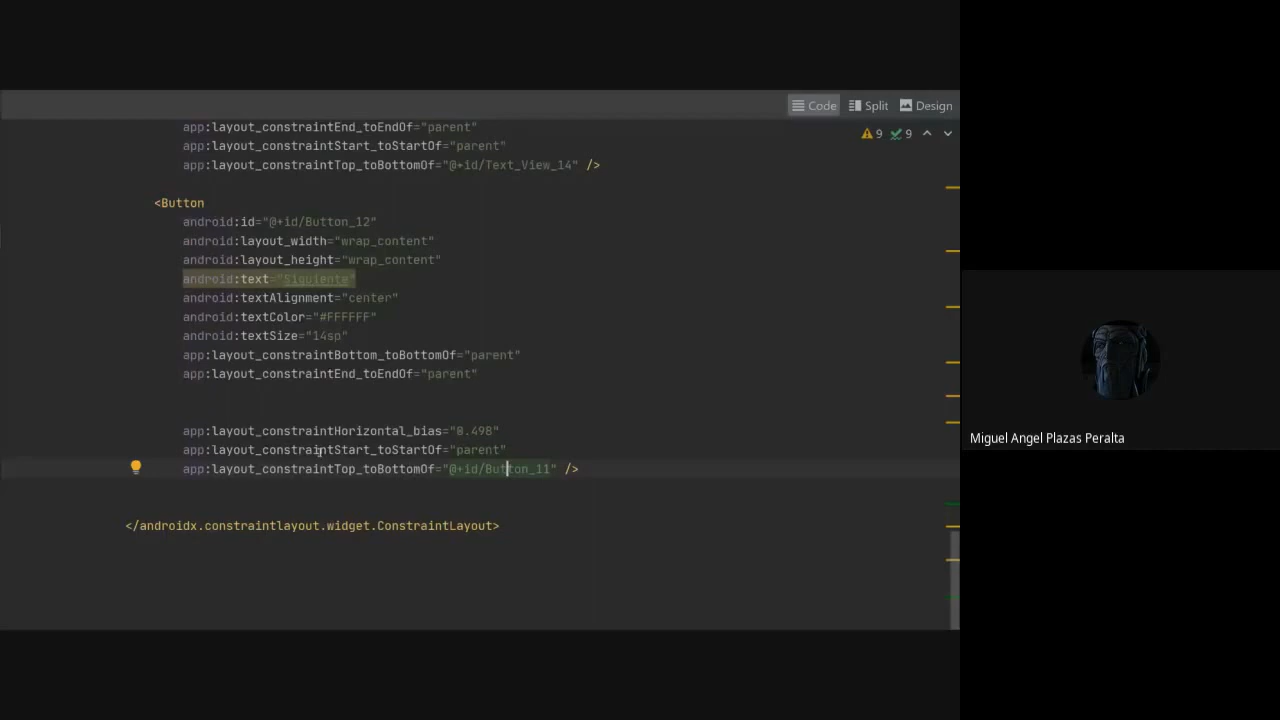 Code Split Design
app:layout_constraintEnd_toEndOf="parent"
9 9
app:layout_constraintStart_toStartOf="parent"
app:layout_constraintTop_toBottomOf="@+id/Text_View_14" />
<Button
android:id="@+id/Button_12"
android:layout_width="wrap_content"
android:layout_height="wrap_content"
android:text="Siguiente"
android:textAlignment="center"
android:textColor="#FFFFFF"
android:textSize="14sp"
app:layout_constraintBottom_toBottomOf="parent"
app:layout_constraintEnd_toEndOf="parent"
app:layout_constraintHorizontal_bias="0.498"
app:layout_constraintStart_toStartOf="parent"
app:layout_constraintTop_toBottomOf="@+id/Button_11" />
</androidx.constraintlayout.widget.ConstraintLayout>
Miguel Angel Plazas Peralta